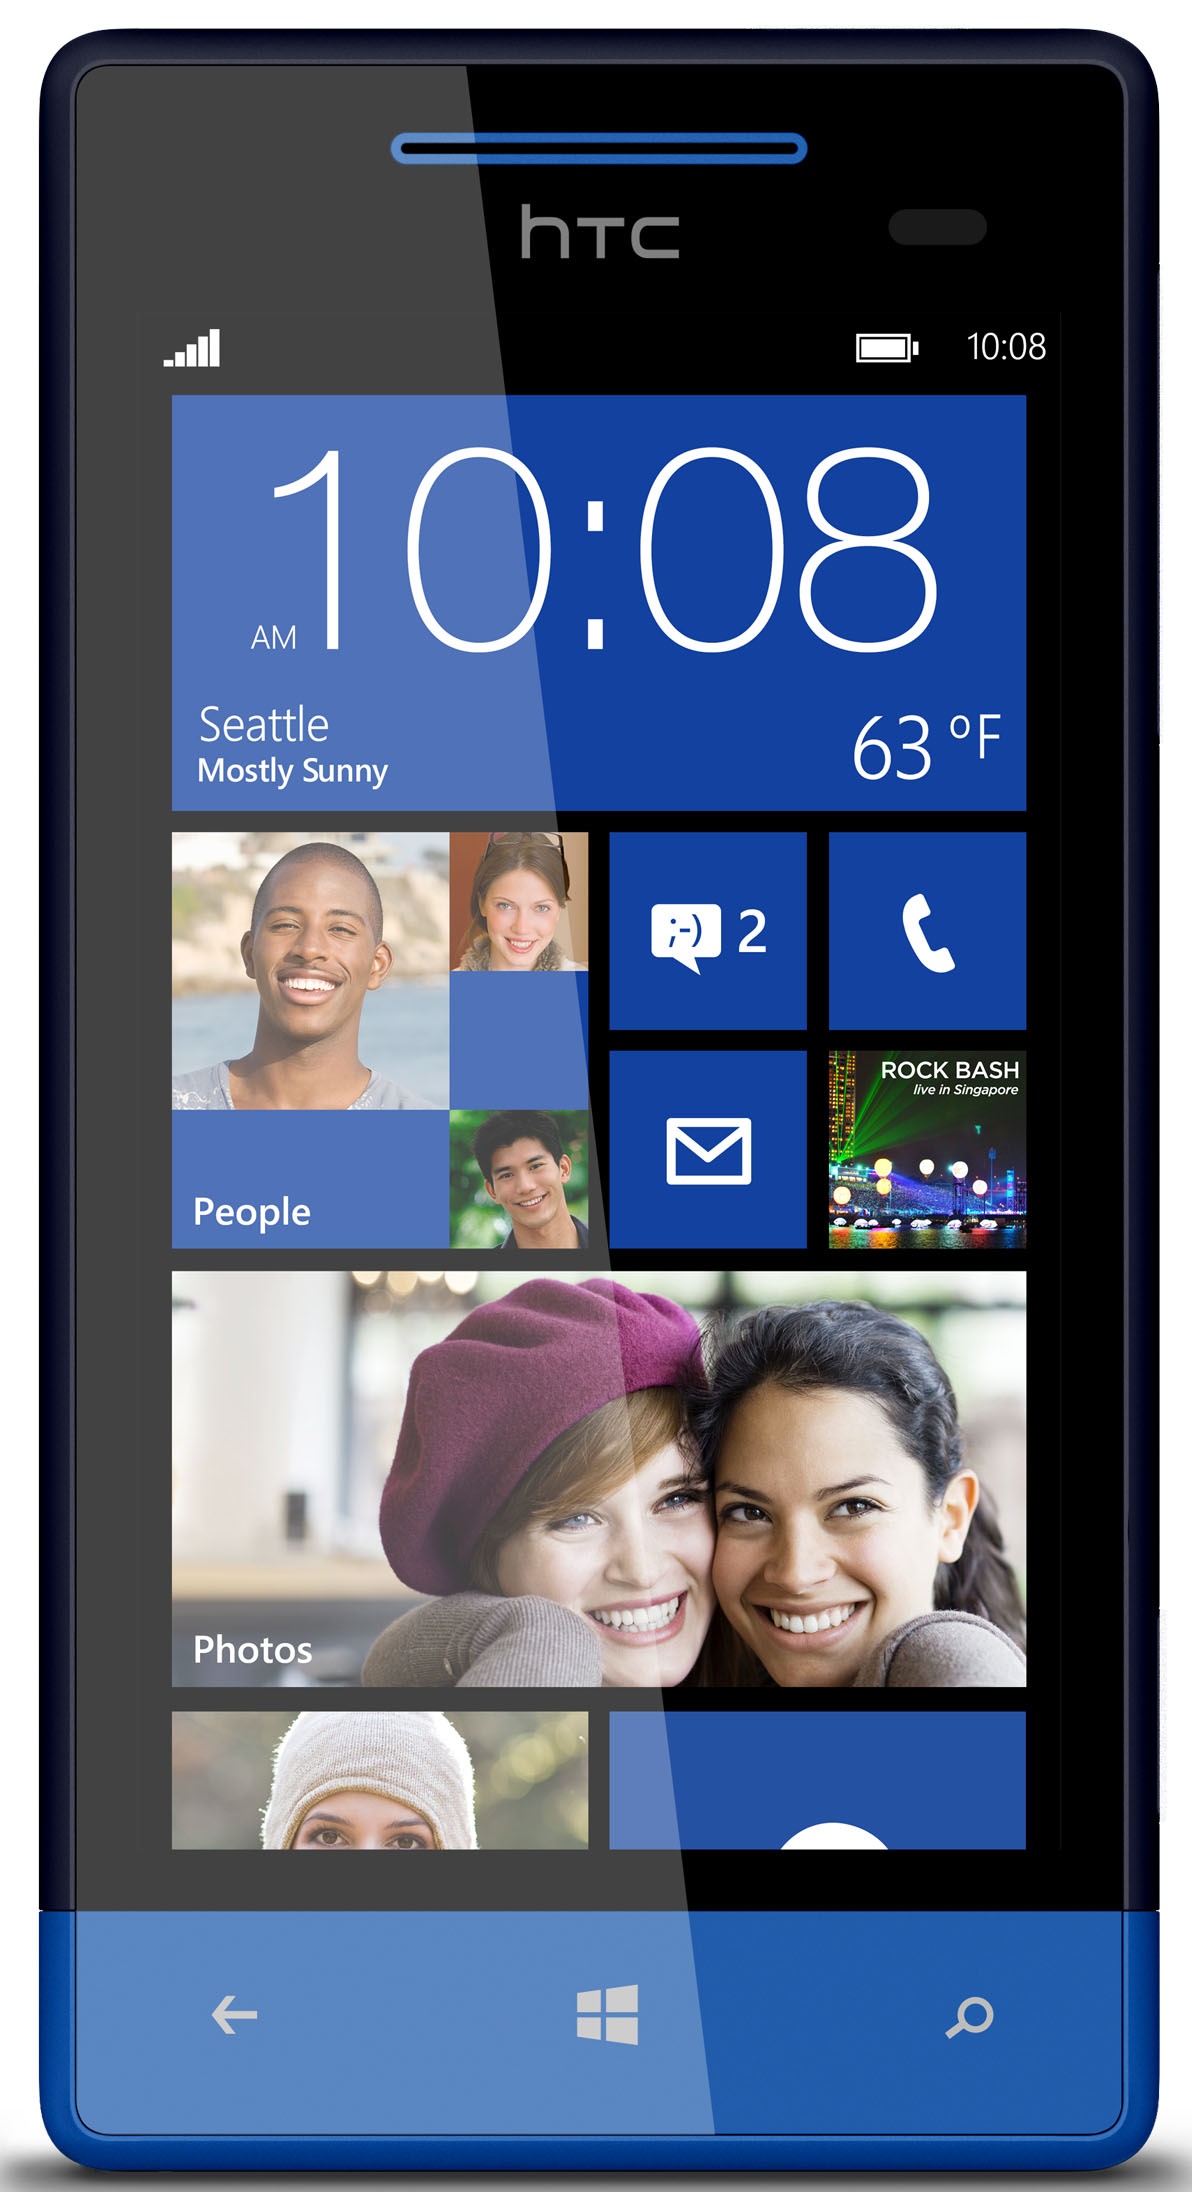 hTC
10:08
10:08
AM
Seattle
Mostly Sunny
63 °F
;-) 2
ROCK BASH
live in Singapore
People
Photos